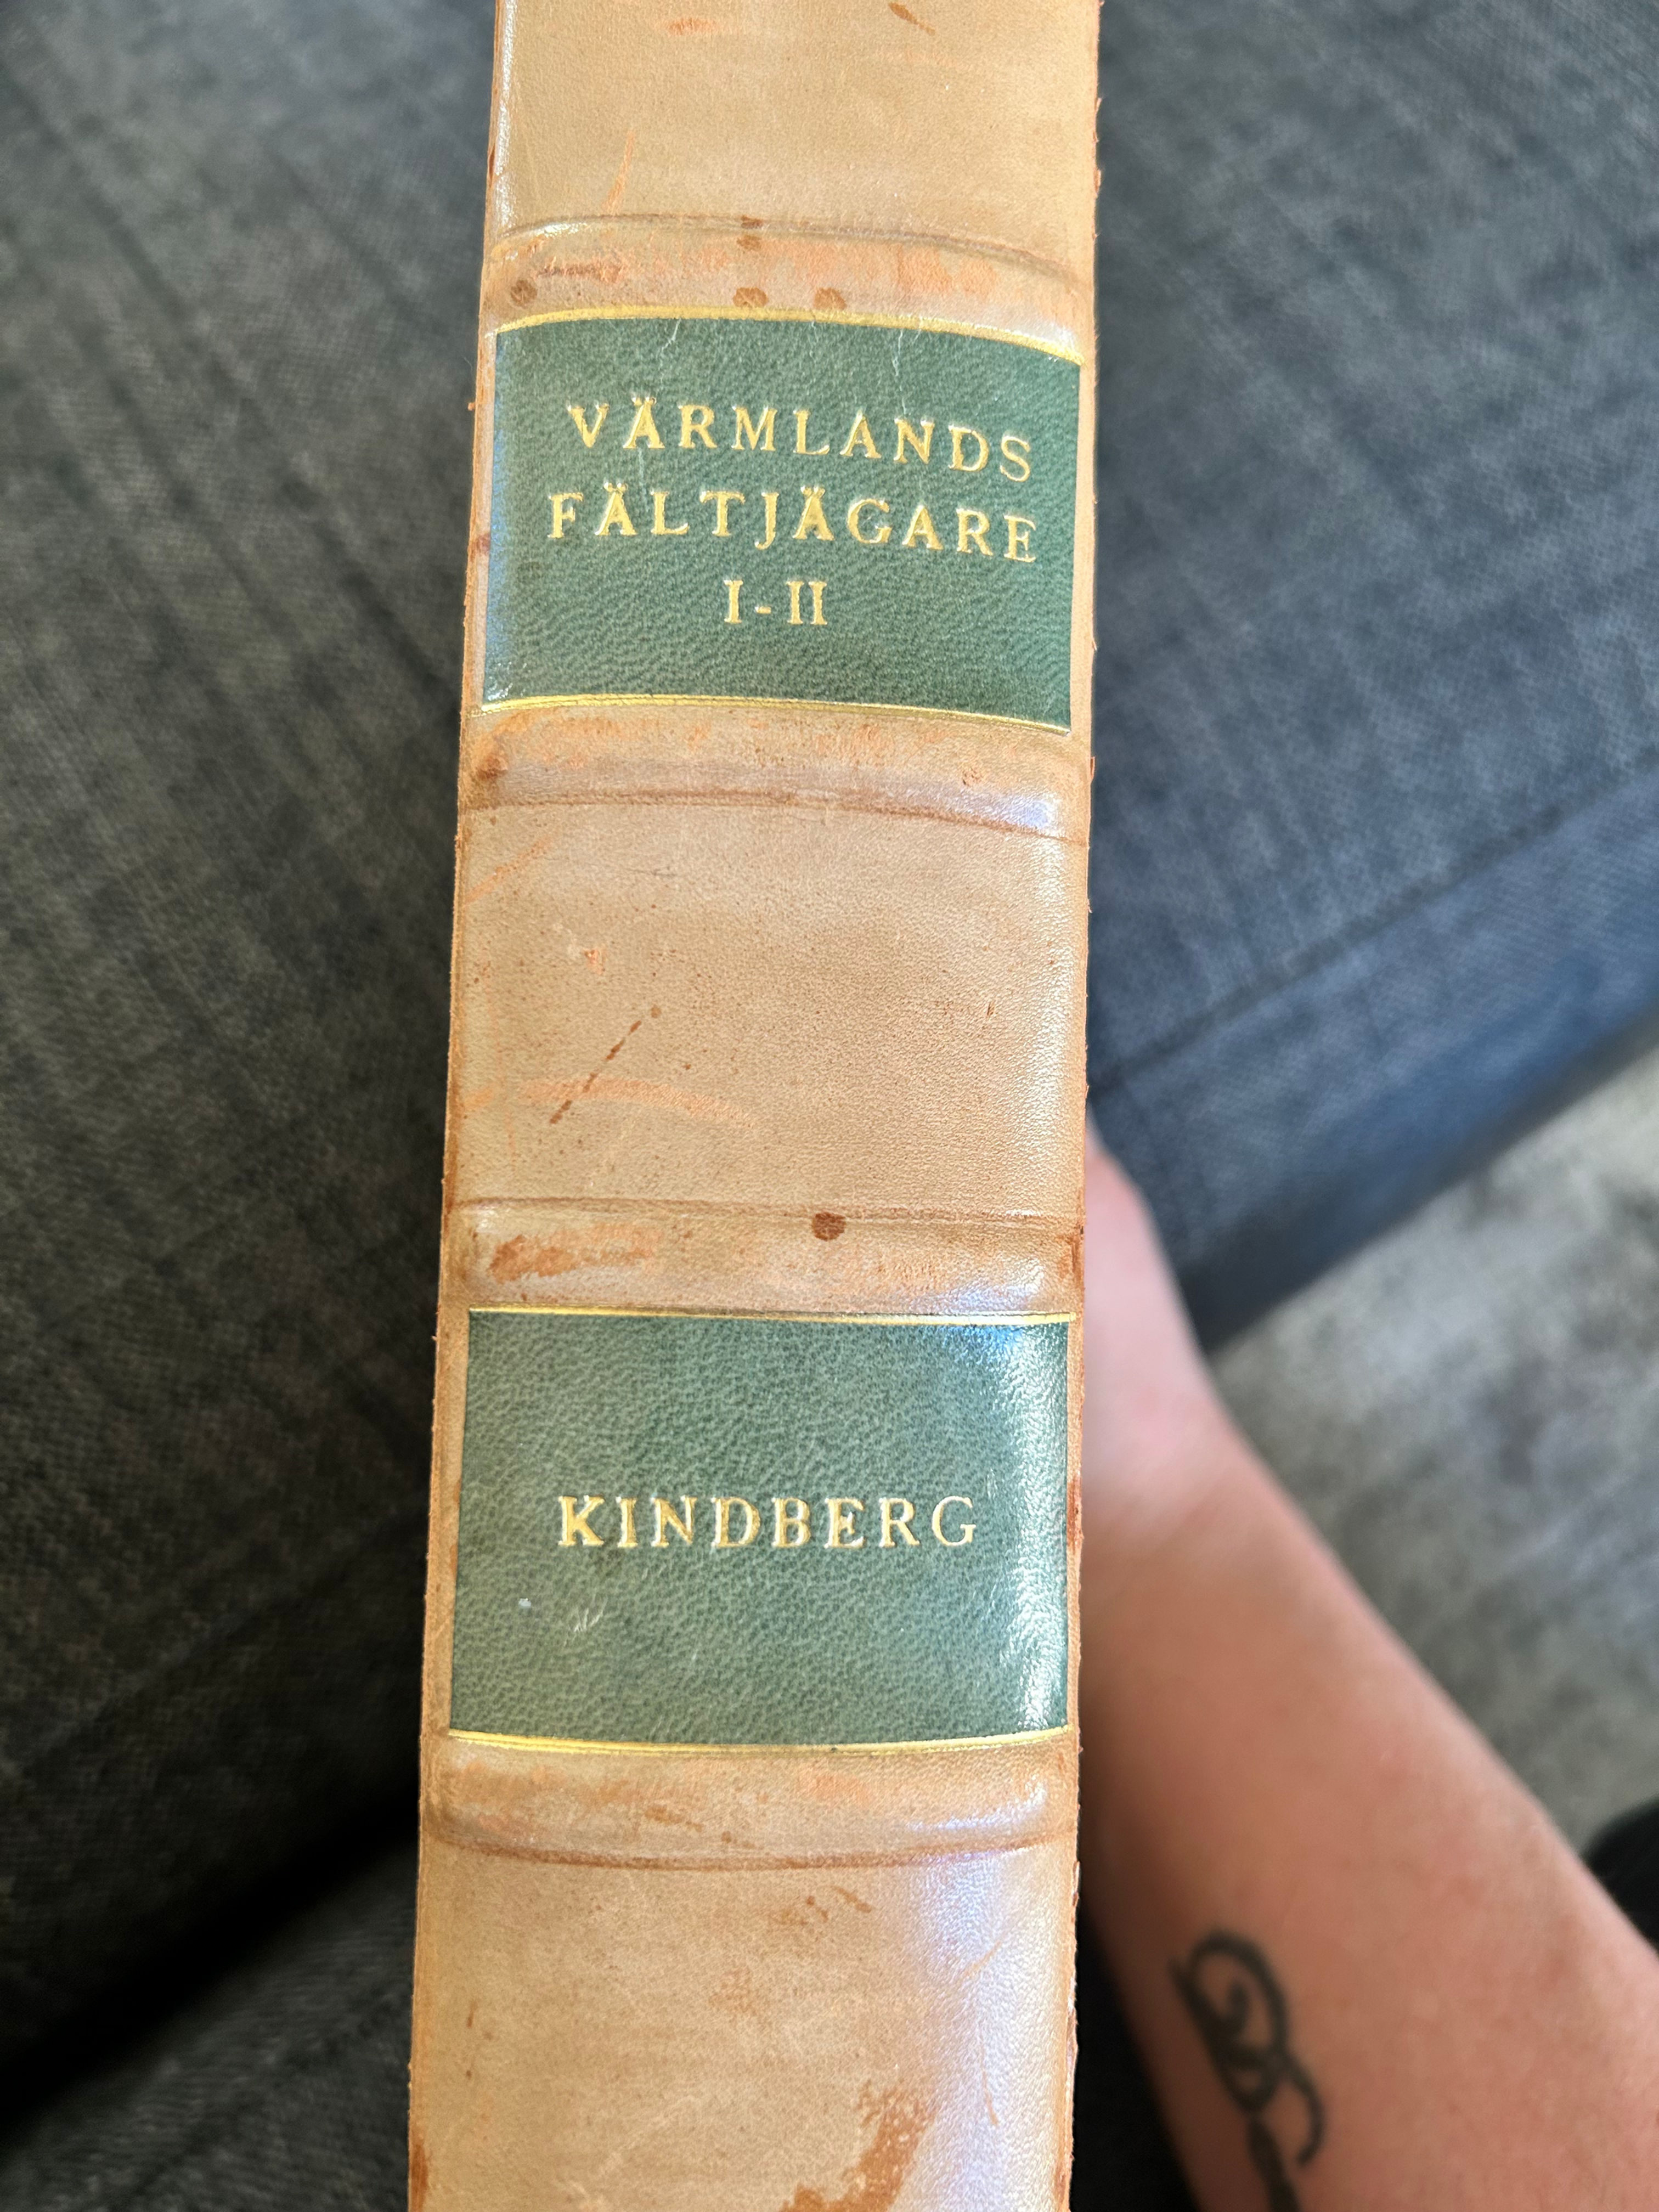 VÄRMLANDS
FÄLTJÄGARE
I-II
KINDBERG